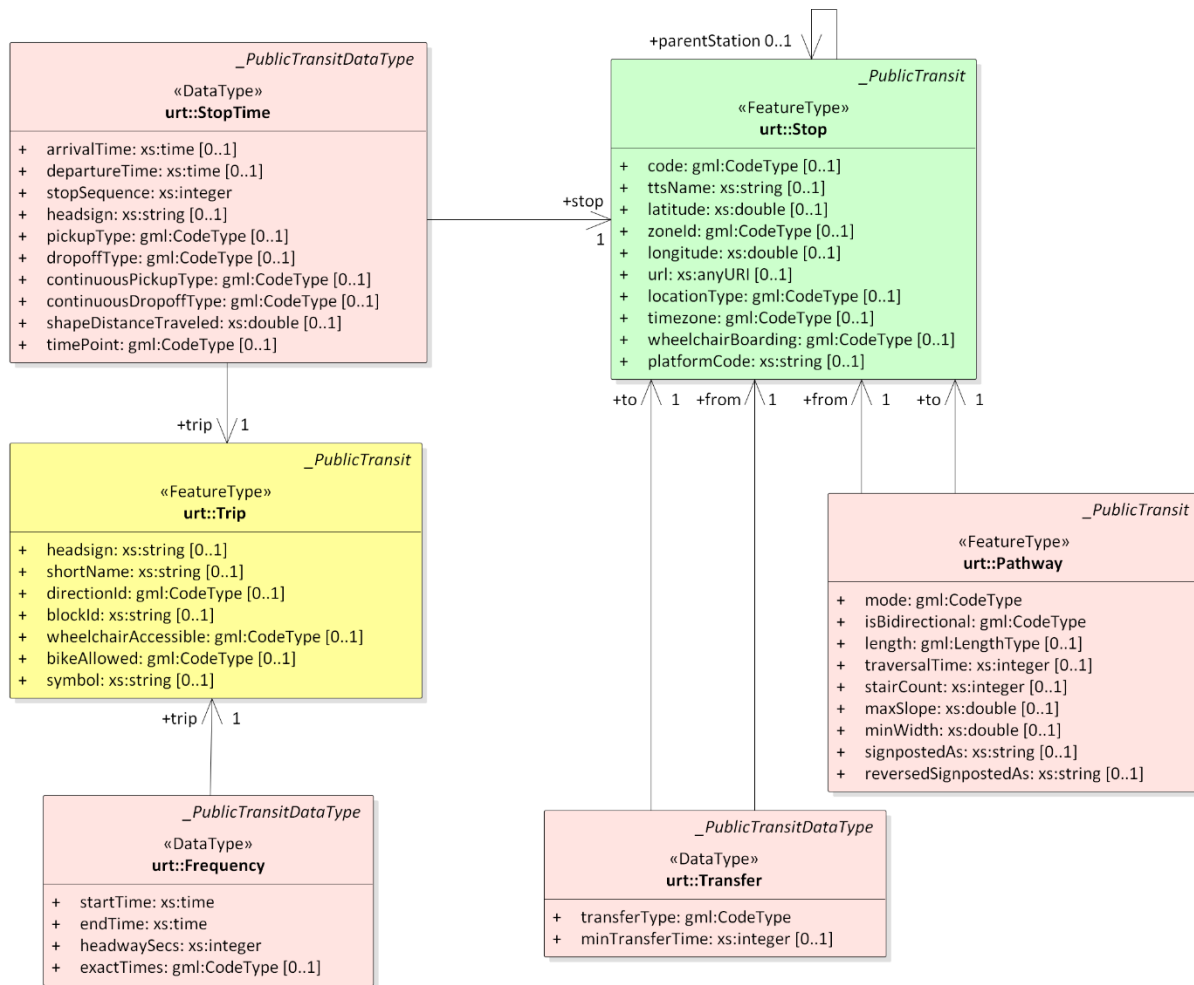 _PublicTransitDataType
«DataType»
urt::StopTime
+ arrivalTime: xs:time [0..1]
+ departureTime: xs:time [0..1]
+ stopSequence: xs:integer
+ headsign: xs:string [0..1]
+ pickupType: gml:CodeType [0..1]
+ dropoffType: gml:CodeType [0..1]
+ continuousPickupType: gml:CodeType [0..1]
+ continuousDropoffType: gml:CodeType [0..1]
+ shapeDistanceTraveled: xs:double [0..1]
+ timePoint: gml:CodeType [0..1]
+stop
1
+parentStation 0..1
_PublicTransit
«FeatureType»
urt::Stop
+ code: gml:CodeType [0..1]
+ ttsName: xs:string [0..1]
+ latitude: xs:double [0..1]
+ zoneId: gml:CodeType [0..1]
+ longitude: xs:double [0..1]
+ url: xs:anyURI [0..1]
+ locationType: gml:CodeType [0..1]
+ timezone: gml:CodeType [0..1]
+ wheelchairBoarding: gml:CodeType [0..1]
+ platformCode: xs:string [0..1]
+to 1 +from 1 +from 1 +to 1
+trip 1
_PublicTransit
«FeatureType»
urt::Trip
+ headsign: xs:string [0..1]
+ shortName: xs:string [0..1]
+ directionId: gml:CodeType [0..1]
+ blockId: xs:string [0..1]
+ wheelchairAccessible: gml:CodeType [0..1]
+ bikeAllowed: gml:CodeType [0..1]
+ symbol: xs:string [0..1]
+trip 1
_PublicTransit
«FeatureType»
urt::Pathway
+ mode: gml:CodeType
+ isBidirectional: gml:CodeType
+ length: gml:LengthType [0..1]
+ traversalTime: xs:integer [0..1]
+ stairCount: xs:integer [0..1]
+ maxSlope: xs:double [0..1]
+ minWidth: xs:double [0..1]
+ signpostedAs: xs:string [0..1]
+ reversedSignpostedAs: xs:string [0..1]
_PublicTransitDataType
«DataType»
urt::Frequency
+ startTime: xs:time
+ endTime: xs:time
+ headwaySecs: xs:integer
+ exactTimes: gml:CodeType [0..1]
_PublicTransitDataType
«DataType»
urt::Transfer
+ transferType: gml:CodeType
+ minTransferTime: xs:integer [0..1]